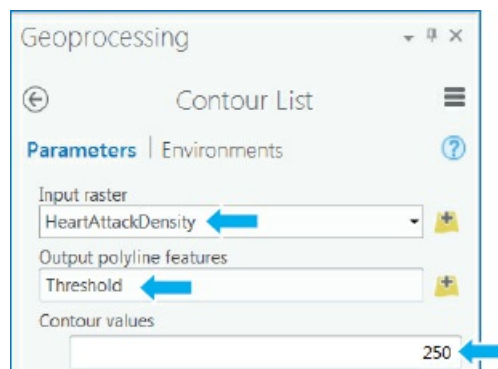 Geoprocessing
Contour List
Parameters | Environments
?
Input raster
HeartAttackDensity
Output polyline features
Threshold
Contour values
250